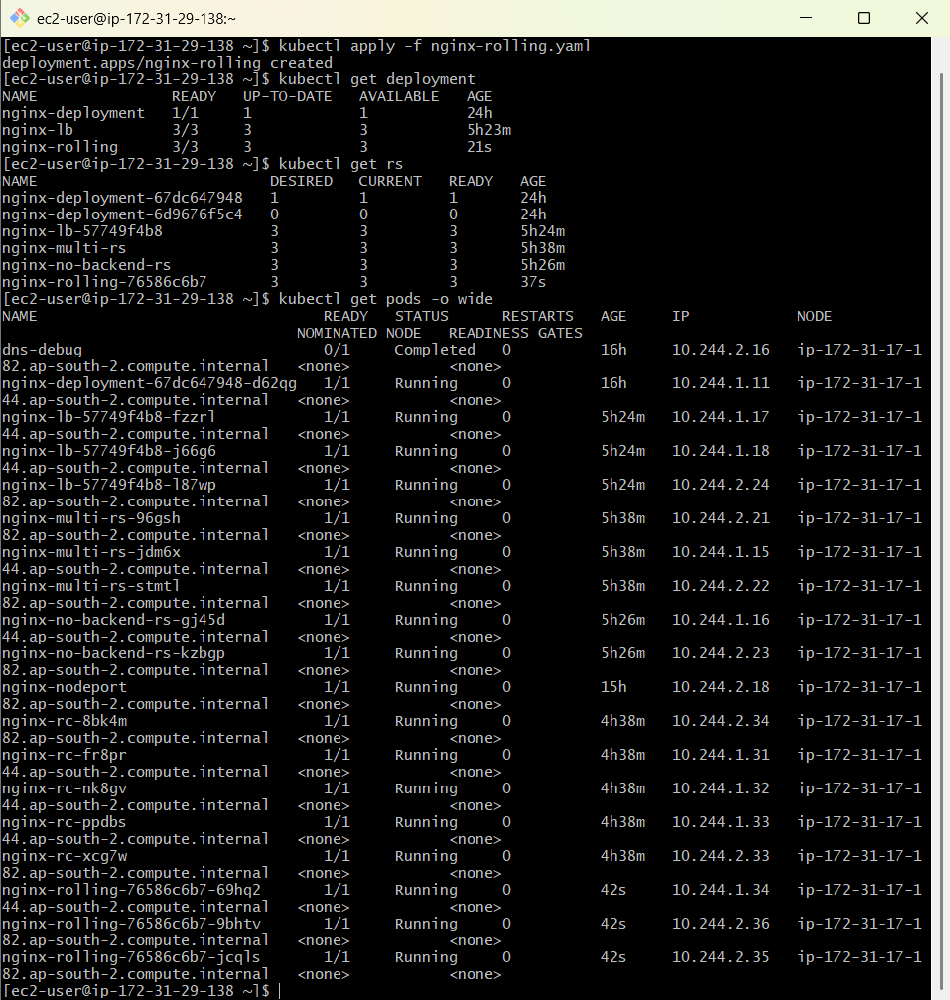 ec2-user@ip-172-31-29-138:~
[ec2-user@ip-172-31-29-138 ~]$ kubectl apply -f nginx-rolling.yaml
deployment.apps/nginx-rolling created
[ec2-user@ip-172-31-29-138 ~]$ kubectl get deployment
NAME               READY   UP-TO-DATE   AVAILABLE   AGE
nginx-deployment   1/1     1            1           24h
nginx-lb           3/3     3            3           5h23m
nginx-rolling      3/3     3            3           21s
[ec2-user@ip-172-31-29-138 ~]$ kubectl get rs
NAME                          DESIRED   CURRENT   READY   AGE
nginx-deployment-67dc647948   1         1         1       24h
nginx-deployment-6d9676f5c4   0         0         0       24h
nginx-lb-57749f4b8            3         3         3       5h24m
nginx-multi-rs                3         3         3       5h38m
nginx-no-backend-rs           3         3         3       5h26m
nginx-rolling-76586c6b7       3         3         3       37s
[ec2-user@ip-172-31-29-138 ~]$ kubectl get pods -o wide
NAME                                READY   STATUS      RESTARTS   AGE     IP            NODE
                                 NOMINATED NODE   READINESS GATES
dns-debug                           0/1     Completed   0          16h     10.244.2.16   ip-172-31-17-1
82.ap-south-2.compute.internal   <none>           <none>
nginx-deployment-67dc647948-d62qg   1/1     Running     0          16h     10.244.1.11   ip-172-31-17-1
44.ap-south-2.compute.internal   <none>           <none>
nginx-lb-57749f4b8-fzzrl            1/1     Running     0          5h24m   10.244.1.17   ip-172-31-17-1
44.ap-south-2.compute.internal   <none>           <none>
nginx-lb-57749f4b8-j66g6            1/1     Running     0          5h24m   10.244.1.18   ip-172-31-17-1
44.ap-south-2.compute.internal   <none>           <none>
nginx-lb-57749f4b8-l87wp            1/1     Running     0          5h24m   10.244.2.24   ip-172-31-17-1
82.ap-south-2.compute.internal   <none>           <none>
nginx-multi-rs-96gsh                1/1     Running     0          5h38m   10.244.2.21   ip-172-31-17-1
82.ap-south-2.compute.internal   <none>           <none>
nginx-multi-rs-jdm6x                1/1     Running     0          5h38m   10.244.1.15   ip-172-31-17-1
44.ap-south-2.compute.internal   <none>           <none>
nginx-multi-rs-stmtl                1/1     Running     0          5h38m   10.244.2.22   ip-172-31-17-1
82.ap-south-2.compute.internal   <none>           <none>
nginx-no-backend-rs-gj45d           1/1     Running     0          5h26m   10.244.1.16   ip-172-31-17-1
44.ap-south-2.compute.internal   <none>           <none>
nginx-no-backend-rs-kzbgp           1/1     Running     0          5h26m   10.244.2.23   ip-172-31-17-1
82.ap-south-2.compute.internal   <none>           <none>
nginx-nodeport                      1/1     Running     0          15h     10.244.2.18   ip-172-31-17-1
82.ap-south-2.compute.internal   <none>           <none>
nginx-rc-8bk4m                      1/1     Running     0          4h38m   10.244.2.34   ip-172-31-17-1
82.ap-south-2.compute.internal   <none>           <none>
nginx-rc-fr8pr                      1/1     Running     0          4h38m   10.244.1.31   ip-172-31-17-1
44.ap-south-2.compute.internal   <none>           <none>
nginx-rc-nk8gv                      1/1     Running     0          4h38m   10.244.1.32   ip-172-31-17-1
44.ap-south-2.compute.internal   <none>           <none>
nginx-rc-ppdbs                      1/1     Running     0          4h38m   10.244.1.33   ip-172-31-17-1
44.ap-south-2.compute.internal   <none>           <none>
nginx-rc-xcg7w                      1/1     Running     0          4h38m   10.244.2.33   ip-172-31-17-1
82.ap-south-2.compute.internal   <none>           <none>
nginx-rolling-76586c6b7-69hq2       1/1     Running     0          42s     10.244.1.34   ip-172-31-17-1
44.ap-south-2.compute.internal   <none>           <none>
nginx-rolling-76586c6b7-9bhtv       1/1     Running     0          42s     10.244.2.36   ip-172-31-17-1
82.ap-south-2.compute.internal   <none>           <none>
nginx-rolling-76586c6b7-jcqls       1/1     Running     0          42s     10.244.2.35   ip-172-31-17-1
82.ap-south-2.compute.internal   <none>           <none>
[ec2-user@ip-172-31-29-138 ~]$